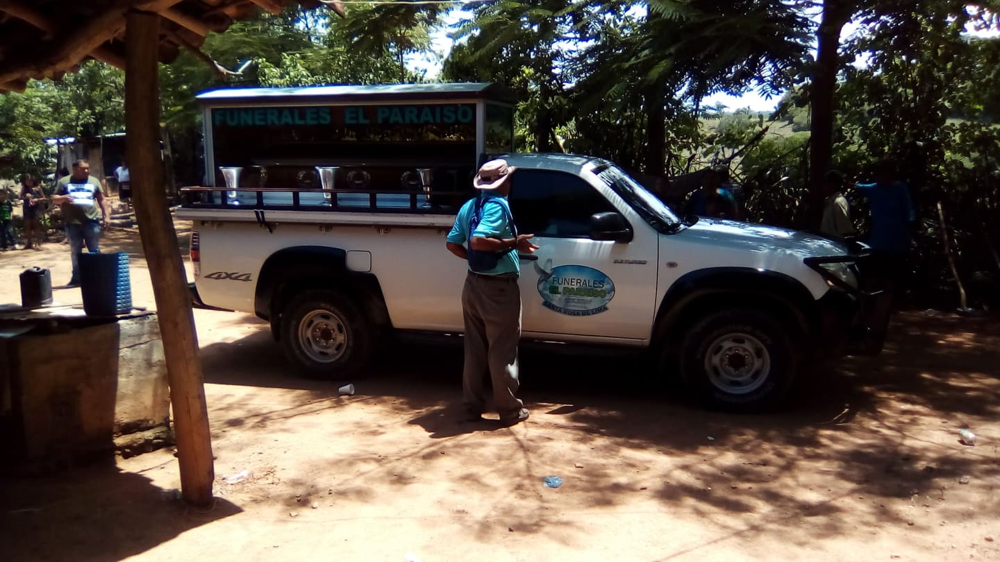 FUNERALES EL PARAISO
4X4
FUNERALES
EL PARAISO
SANTA ROSA DE LIMA